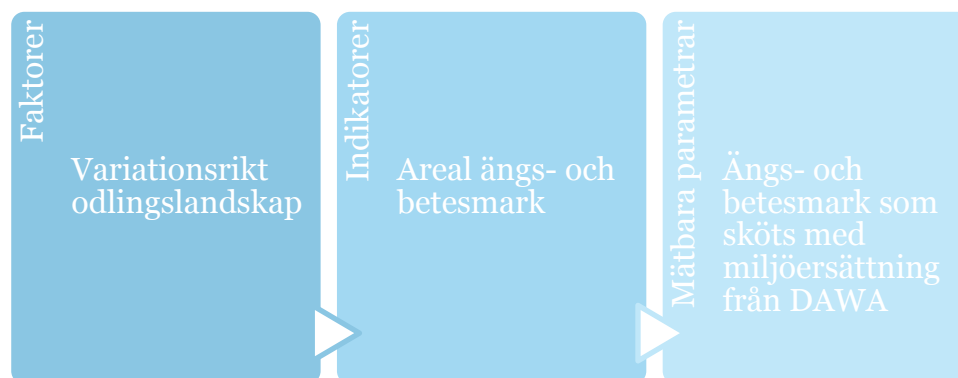 Faktorer
Variationsrikt
odlingslandskap
Indikatorer
Areal ängs- och
betesmark
Mätbara parametrar
Ängs- och
betesmark som
sköts med
miljöersättning
från DAWA